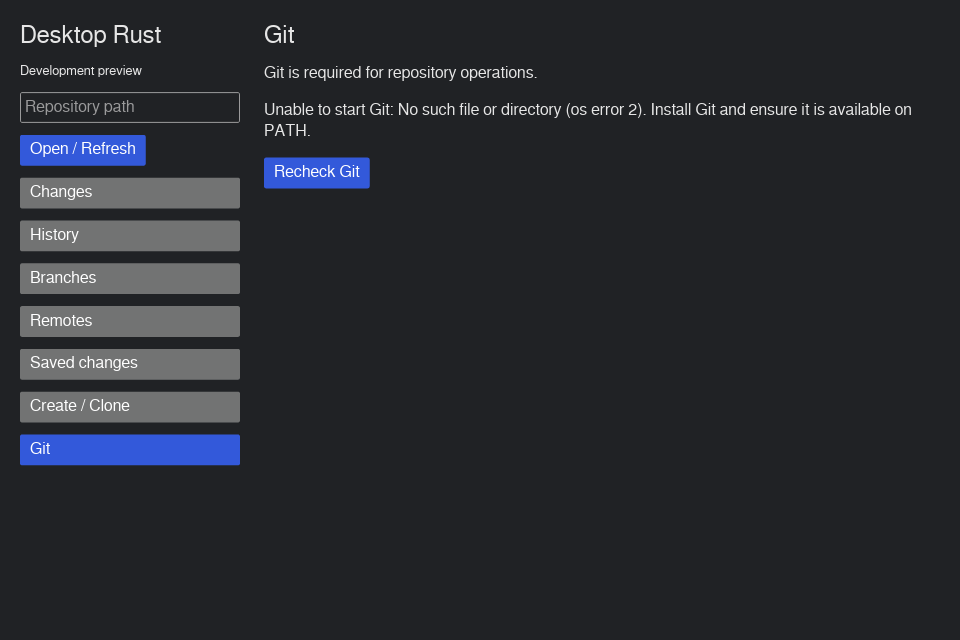 Desktop Rust
Development preview
Repository path
Open / Refresh
Changes
History
Branches
Remotes
Saved changes
Create / Clone
Git
Git
Git is required for repository operations.
Unable to start Git: No such file or directory (os error 2). Install Git and ensure it is available on
PATH.
Recheck Git